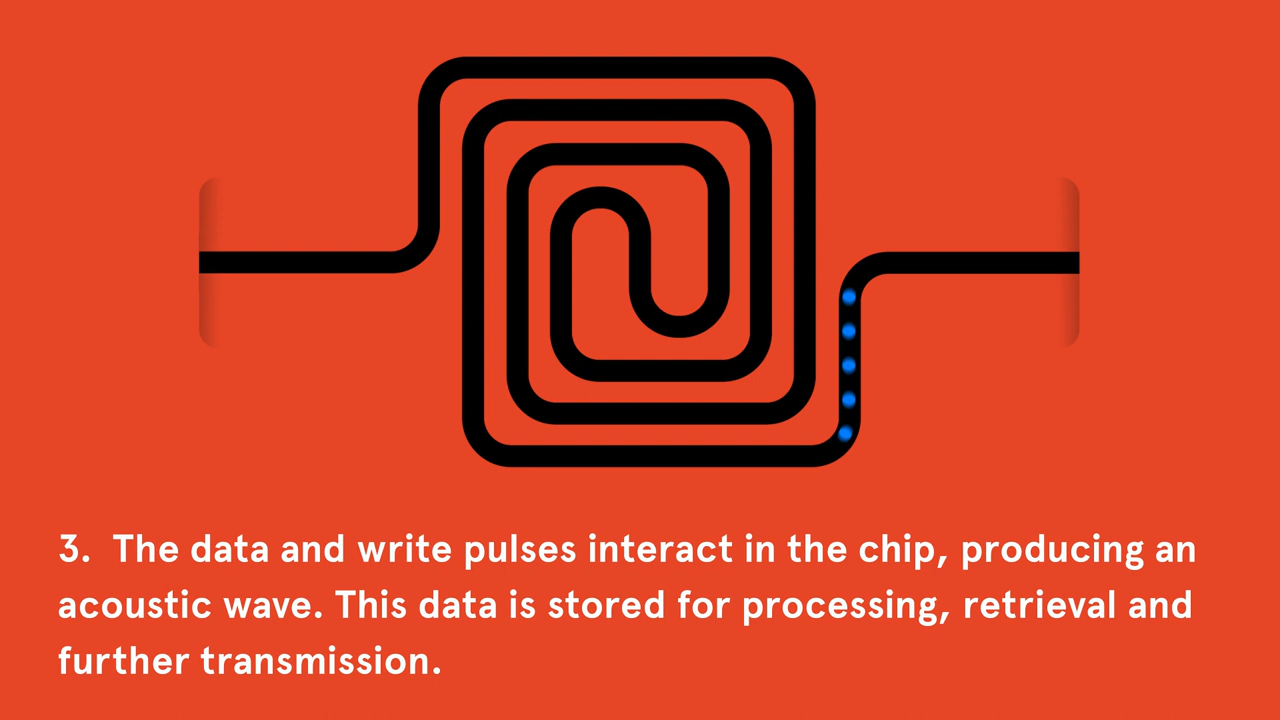 3. The data and write pulses interact in the chip, producing an
acoustic wave. This data is stored for processing, retrieval and
further transmission.